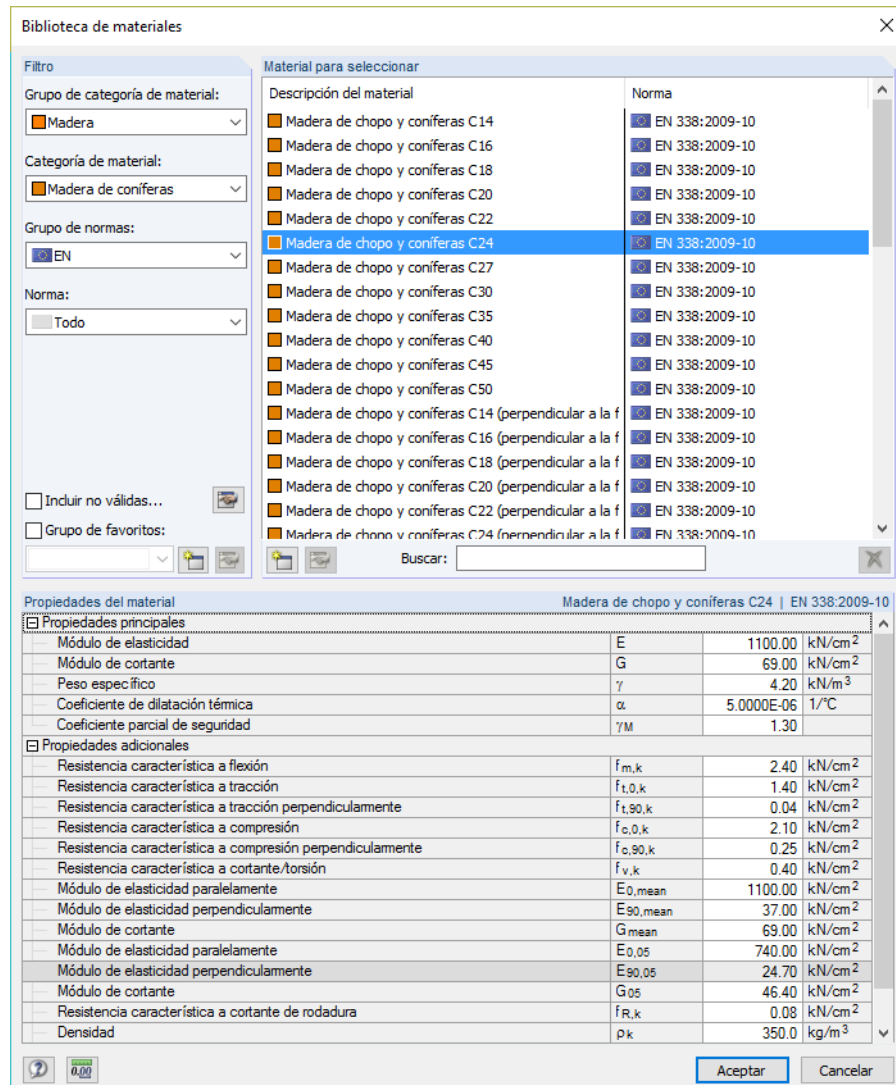 Biblioteca de materiales
Filtro
Grupo de categoría de material:
Madera
Categoría de material:
Madera de coníferas
Grupo de normas:
EN
Norma:
Todo
Incluir no válidas...
Grupo de favoritos:
Material para seleccionar
Descripción del material Norma
Madera de chopo y coníferas C14 EN 338:2009-10
Madera de chopo y coníferas C16 EN 338:2009-10
Madera de chopo y coníferas C18 EN 338:2009-10
Madera de chopo y coníferas C20 EN 338:2009-10
Madera de chopo y coníferas C22 EN 338:2009-10
Madera de chopo y coníferas C24 EN 338:2009-10
Madera de chopo y coníferas C27 EN 338:2009-10
Madera de chopo y coníferas C30 EN 338:2009-10
Madera de chopo y coníferas C35 EN 338:2009-10
Madera de chopo y coníferas C40 EN 338:2009-10
Madera de chopo y coníferas C45 EN 338:2009-10
Madera de chopo y coníferas C50 EN 338:2009-10
Madera de chopo y coníferas C14 (perpendicular a la f EN 338:2009-10
Madera de chopo y coníferas C16 (perpendicular a la f EN 338:2009-10
Madera de chopo y coníferas C18 (perpendicular a la f EN 338:2009-10
Madera de chopo y coníferas C20 (perpendicular a la f EN 338:2009-10
Madera de chopo y coníferas C22 (perpendicular a la f EN 338:2009-10
Madera de chopo y coníferas C24 (perpendicular a la f EN 338:2009-10
Buscar:
Propiedades del material Madera de chopo y coníferas C24 | EN 338:2009-10
Propiedades principales
Módulo de elasticidad E 1100.00 kN/cm²
Módulo de cortante G 69.00 kN/cm²
Peso específico γ 4.20 kN/m³
Coeficiente de dilatación térmica α 5.0000E-06 1/°C
Coeficiente parcial de seguridad γM 1.30
Propiedades adicionales
Resistencia característica a flexión fm,k 2.40 kN/cm²
Resistencia característica a tracción ft,0,k 1.40 kN/cm²
Resistencia característica a tracción perpendicularmente ft,90,k 0.04 kN/cm²
Resistencia característica a compresión fc,0,k 2.10 kN/cm²
Resistencia característica a compresión perpendicularmente fc,90,k 0.25 kN/cm²
Resistencia característica a cortante/torsión fv,k 0.40 kN/cm²
Módulo de elasticidad paralelamente E0,mean 1100.00 kN/cm²
Módulo de elasticidad perpendicularmente E90,mean 37.00 kN/cm²
Módulo de cortante Gmean 69.00 kN/cm²
Módulo de elasticidad paralelamente E0,05 740.00 kN/cm²
Módulo de elasticidad perpendicularmente E90,05 24.70 kN/cm²
Módulo de cortante G05 46.40 kN/cm²
Resistencia característica a cortante de rodadura fR,k 0.08 kN/cm²
Densidad ρk 350.0 kg/m³
0.00
Aceptar Cancelar